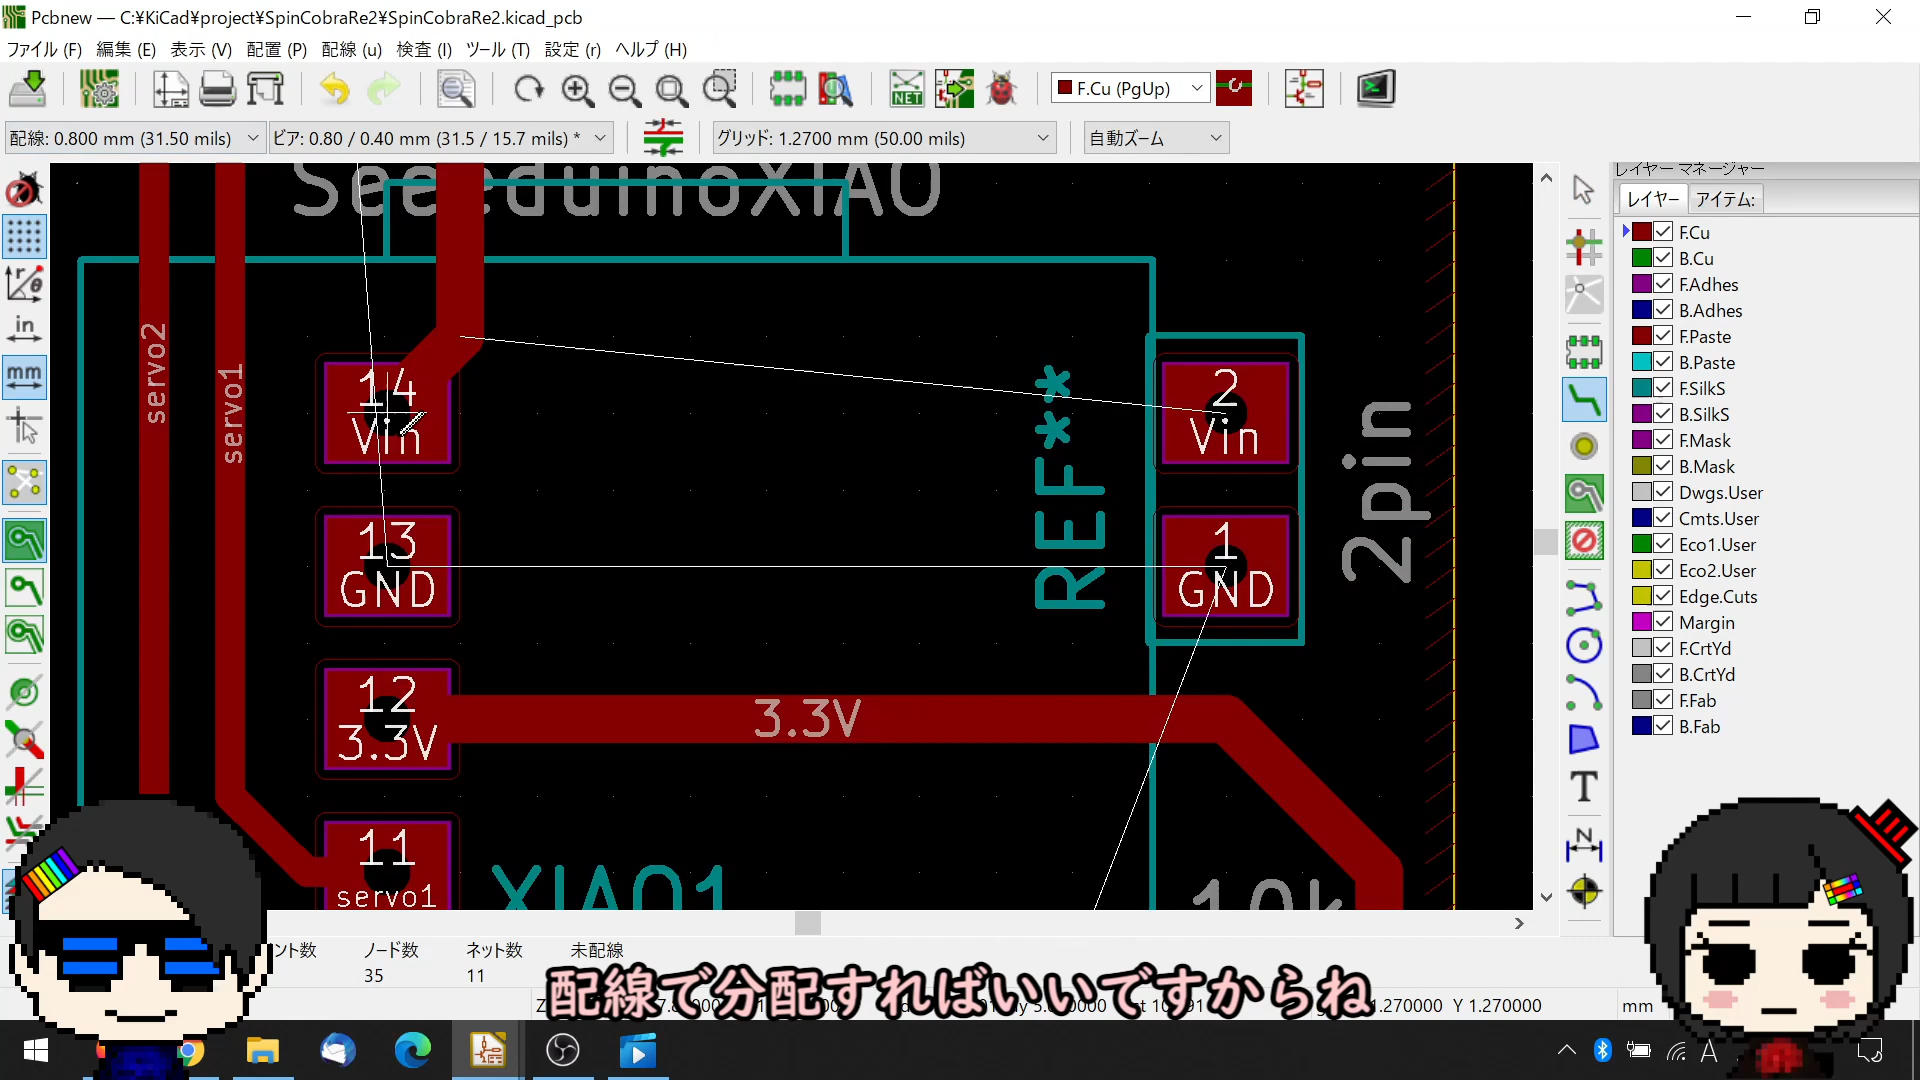 Pcbnew — C:¥KiCad¥project¥SpinCobraRe2¥SpinCobraRe2.kicad_pcb
ファイル (F) 編集 (E) 表示 (V) 配置 (P) 配線 (u) 検査 (I) ツール (T) 設定 (r) ヘルプ (H)
NET
F.Cu (PgUp)
配線: 0.800 mm (31.50 mils)
ビア: 0.80 / 0.40 mm (31.5 / 15.7 mils) *
グリッド: 1.2700 mm (50.00 mils)
自動ズーム
レイヤー マネージャー
レイヤー アイテム:
F.Cu
B.Cu
F.Adhes
B.Adhes
F.Paste
B.Paste
F.SilkS
B.SilkS
F.Mask
B.Mask
Dwgs.User
Cmts.User
Eco1.User
Eco2.User
Edge.Cuts
Margin
F.CrtYd
B.CrtYd
F.Fab
B.Fab
in
mm
SeeeduinoXIAO
servo2
servo1
14
Vin
2
Vin
REF**
2pin
13
GND
1
GND
12
3.3V
3.3V
11
servo1
XIAO1
10k
T
N
ント数 ノード数 ネット数 未配線
35 11
配線で分配すればいいですからね
1.270000 Y 1.270000
mm
A